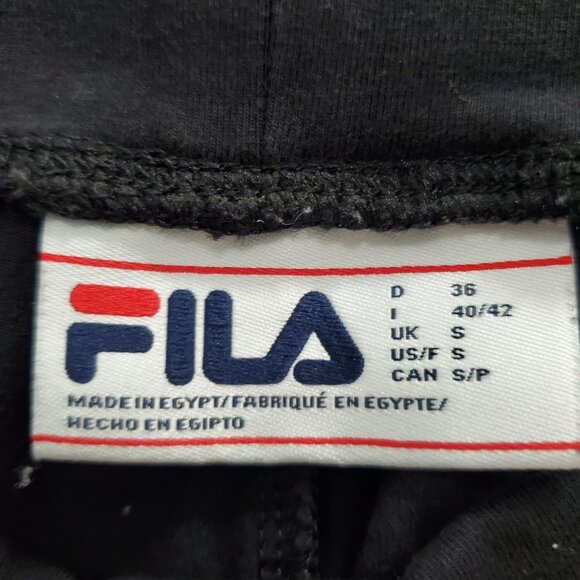 FILA
D 36
I 40/42
UK S
US/F S
CAN S/P
MADE IN EGYPT/FABRIQUÉ EN EGYPTE/
HECHO EN EGIPTO